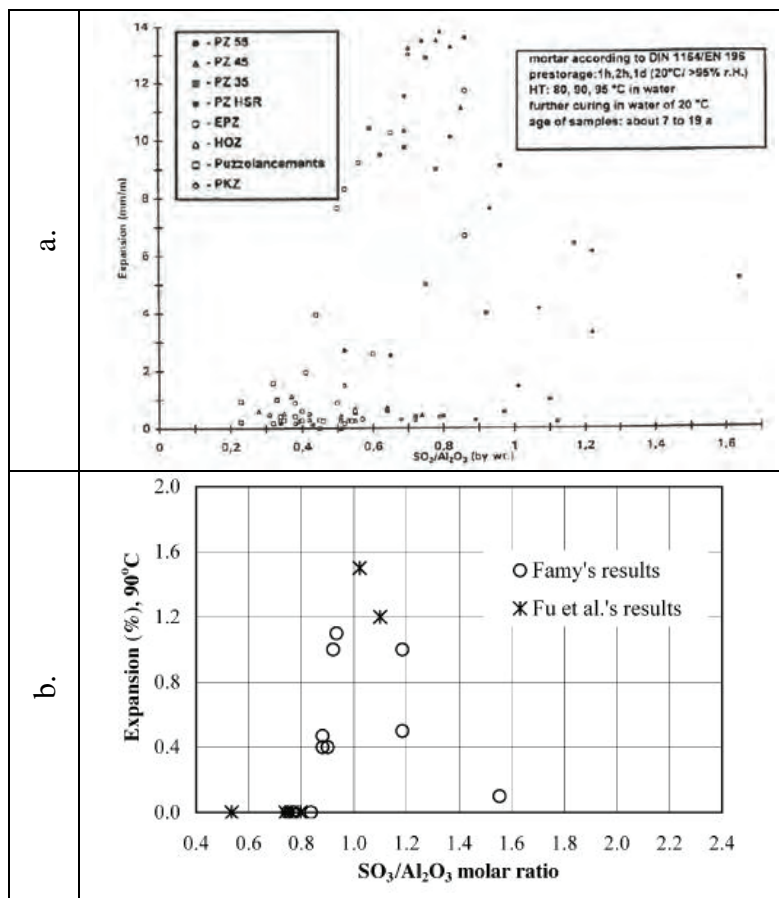 a.
14
12
10
8
6
4
2
0
Expansion (mm/m)
- PZ 55
- PZ 45
- PZ 35
- PZ HSR
- EPZ
- HOZ
- Puzzolancements
- PKZ
mortar according to DIN 1164/EN 196
prestorage:1h,2h,1d (20°C/ >95% r.H.)
HT: 80, 90, 95 °C in water
further curing in water of 20 °C
age of samples: about 7 to 19 a
0 0,2 0,4 0,6 0,8 1 1,2 1,4 1,6
SO₃/Al₂O₃ (by wt.)
b.
2.0
1.6
1.2
0.8
0.4
0.0
Expansion (%), 90°C
Famy's results
Fu et al.'s results
0.4 0.6 0.8 1.0 1.2 1.4 1.6 1.8 2.0 2.2 2.4
SO₃/Al₂O₃ molar ratio